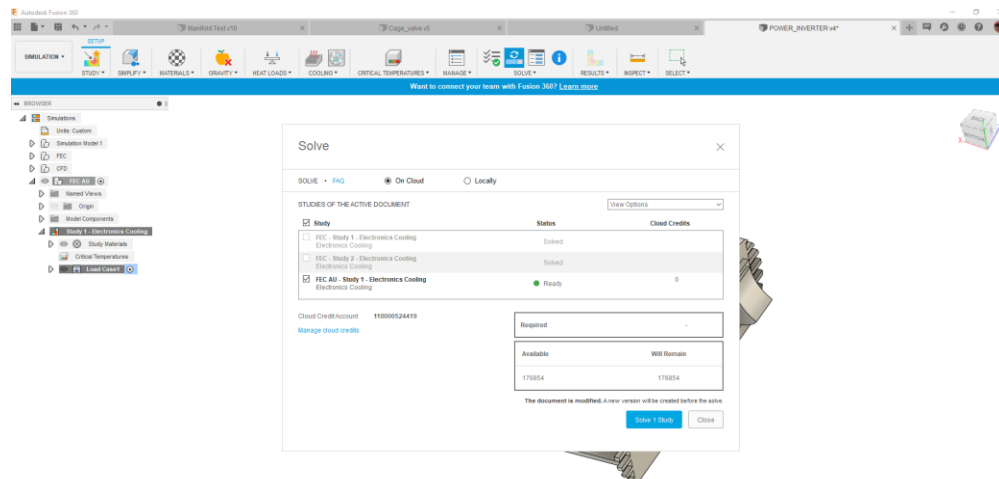 Autodesk Fusion 360
Manifold Test v10
Cage_valve v6
Untitled
POWER_INVERTER v4*
SETUP
SIMULATION
STUDY
SIMPLIFY
MATERIALS
GRAVITY
HEAT LOADS
COOLING
CRITICAL TEMPERATURES
MANAGE
SOLVE
RESULTS
INSPECT
SELECT
Want to connect your team with Fusion 360? Learn more
BROWSER
Simulations
Units: Custom
Simulation Model 1
FEC
CFD
FEC AU
Named Views
Origin
Model Components
Study 1 - Electronics Cooling
Study Materials
Critical Temperatures
Load Case1
Solve
SOLVE • FAQ On Cloud Locally
STUDIES OF THE ACTIVE DOCUMENT View Options
Study Status Cloud Credits
FEC - Study 1 - Electronics Cooling
Electronics Cooling
Solved
FEC - Study 2 - Electronics Cooling
Electronics Cooling
Solved
FEC AU - Study 1 - Electronics Cooling
Electronics Cooling
Ready 0
Cloud Credit Account 110000524419
Manage cloud credits
Required -
Available Will Remain
176854 176854
The document is modified. A new version will be created before the solve.
Solve 1 Study Close
BACK